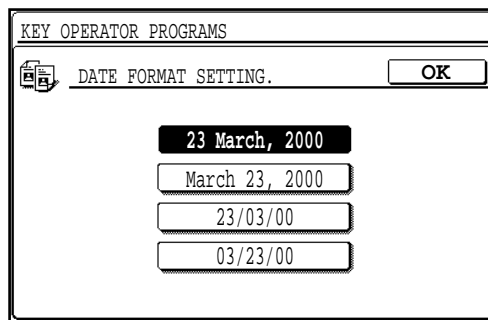 KEY OPERATOR PROGRAMS
DATE FORMAT SETTING.
OK
23 March, 2000
March 23, 2000
23/03/00
03/23/00